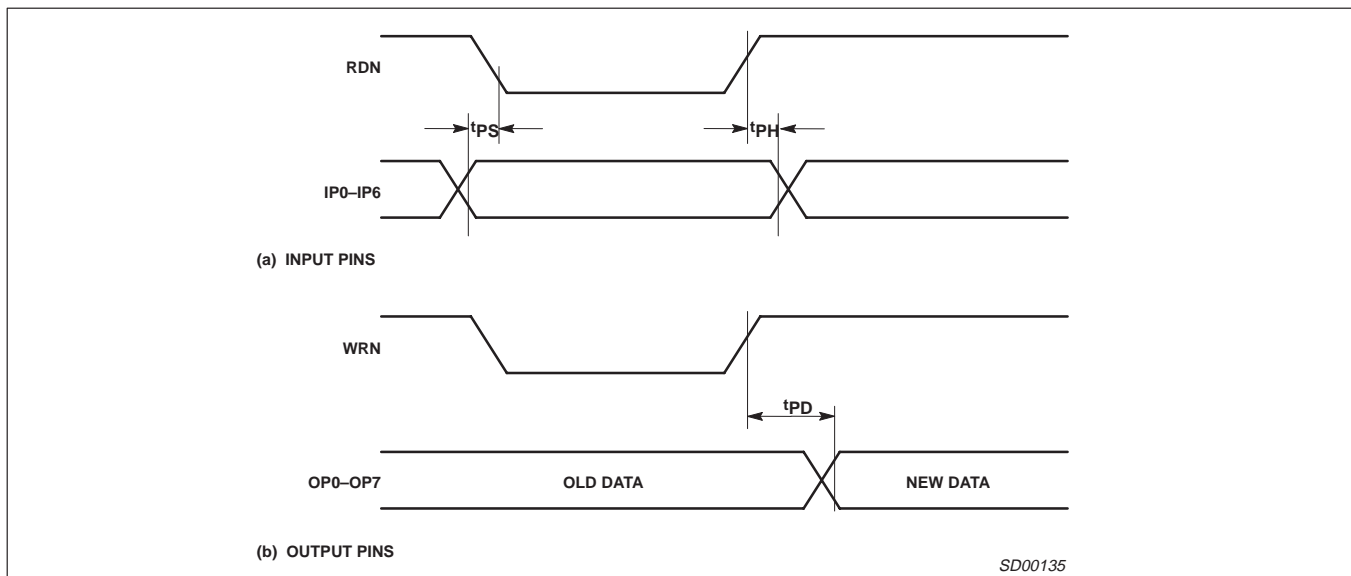 RDN
tPS
tPH
IP0–IP6
(a) INPUT PINS
WRN
tPD
OP0–OP7
OLD DATA
NEW DATA
(b) OUTPUT PINS
SD00135